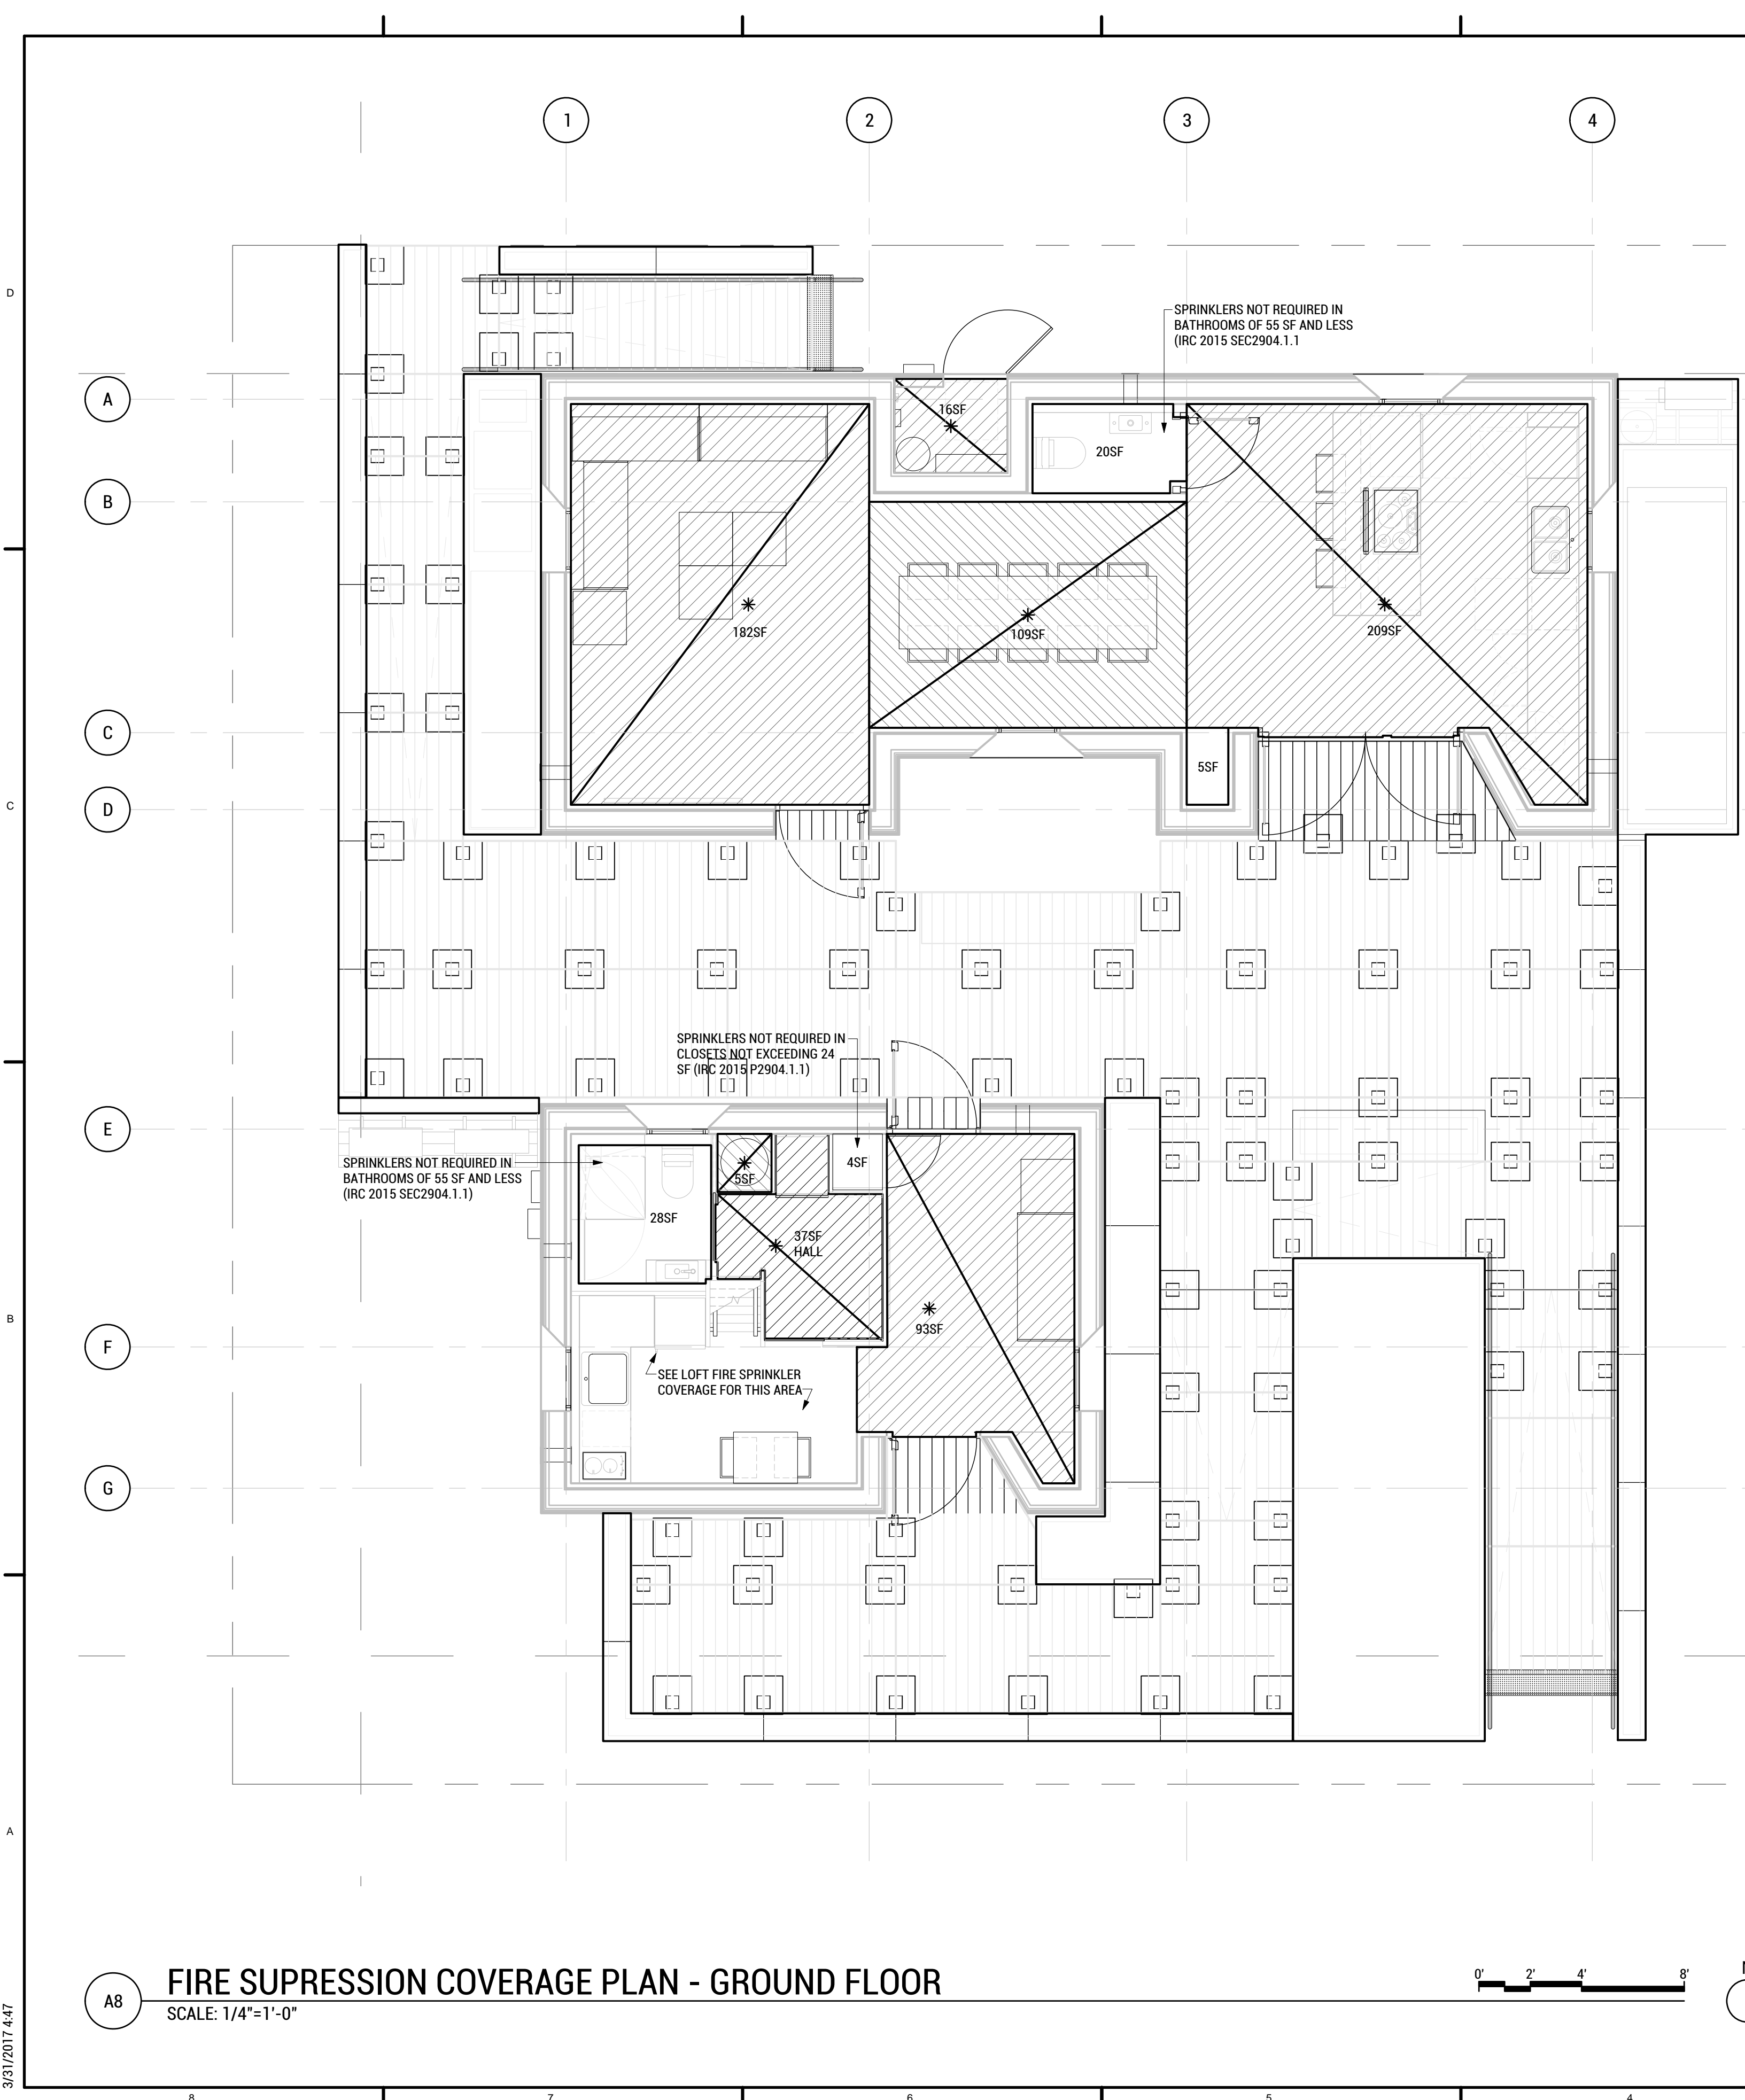 1
2
3
4
D
SPRINKLERS NOT REQUIRED IN
BATHROOMS OF 55 SF AND LESS
(IRC 2015 SEC2904.1.1
A
16SF
20SF
B
182SF
109SF
209SF
C
5SF
C
D
SPRINKLERS NOT REQUIRED IN
CLOSETS NOT EXCEEDING 24
SF (IRC 2015 P2904.1.1)
E
SPRINKLERS NOT REQUIRED IN
BATHROOMS OF 55 SF AND LESS
(IRC 2015 SEC2904.1.1)
5SF
4SF
28SF
37SF
HALL
B
93SF
F
SEE LOFT FIRE SPRINKLER
COVERAGE FOR THIS AREA
G
A
A8
FIRE SUPRESSION COVERAGE PLAN - GROUND FLOOR
SCALE: 1/4"=1'-0"
0'
2'
4'
8'
3/31/2017 4:47
8
7
6
5
4